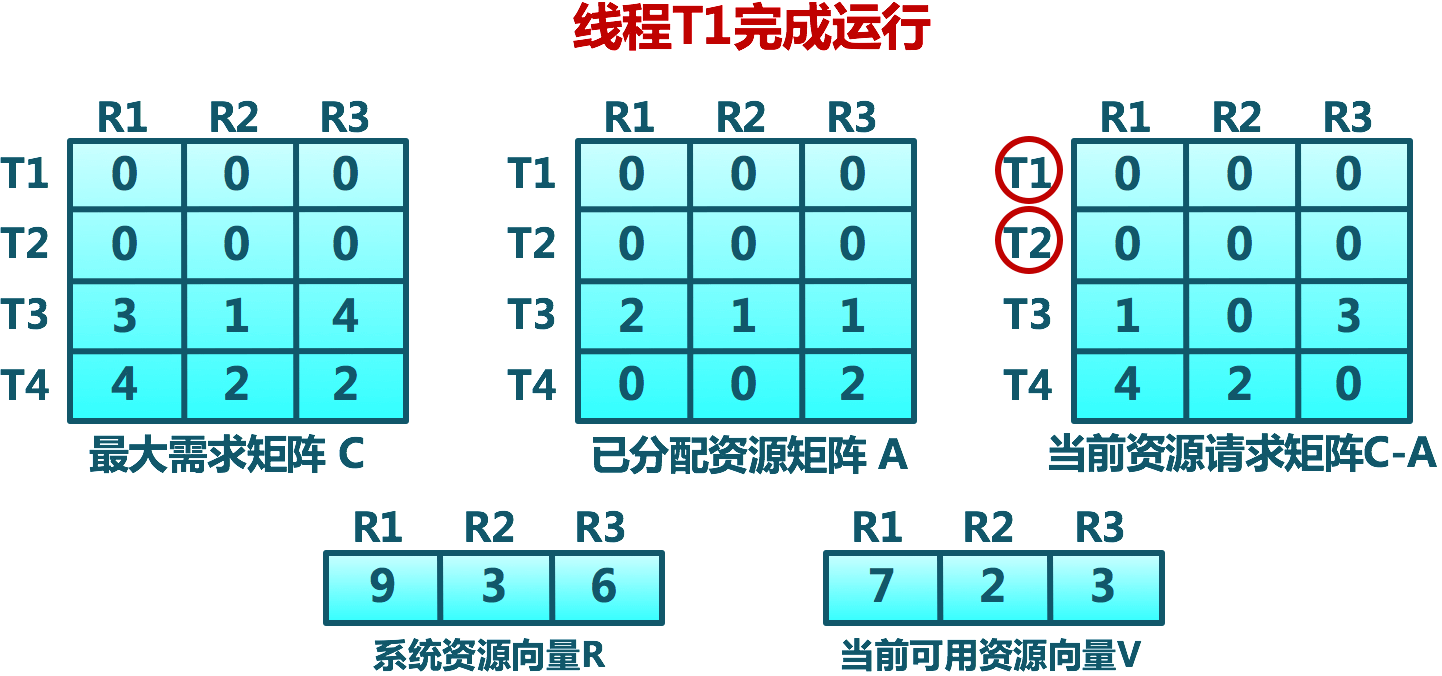 线程T1完成运行
R1 R2 R3
T1 0 0 0
T2 0 0 0
T3 3 1 4
T4 4 2 2
最大需求矩阵 C
R1 R2 R3
T1 0 0 0
T2 0 0 0
T3 2 1 1
T4 0 0 2
已分配资源矩阵 A
R1 R2 R3
T1 0 0 0
T2 0 0 0
T3 1 0 3
T4 4 2 0
当前资源请求矩阵C-A
R1 R2 R3
9 3 6
系统资源向量R
R1 R2 R3
7 2 3
当前可用资源向量V